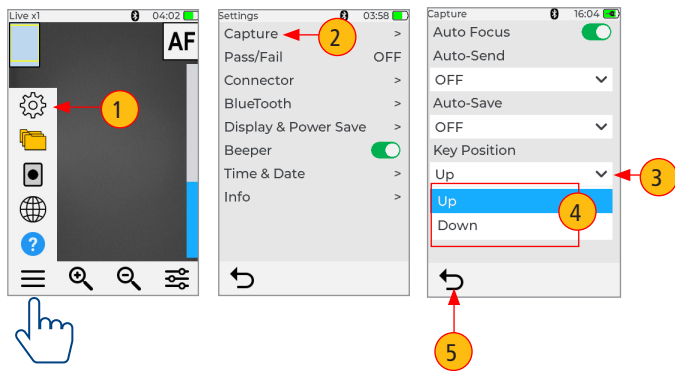 Live x1 04:02
AF
1
?
Settings 03:58
Capture >
2
Pass/Fail OFF
Connector >
BlueTooth >
Display & Power Save >
Beeper
Time & Date >
Info >
Capture 16:04
Auto Focus
Auto-Send
OFF
Auto-Save
OFF
Key Position
Up
3
Up
4
Down
5